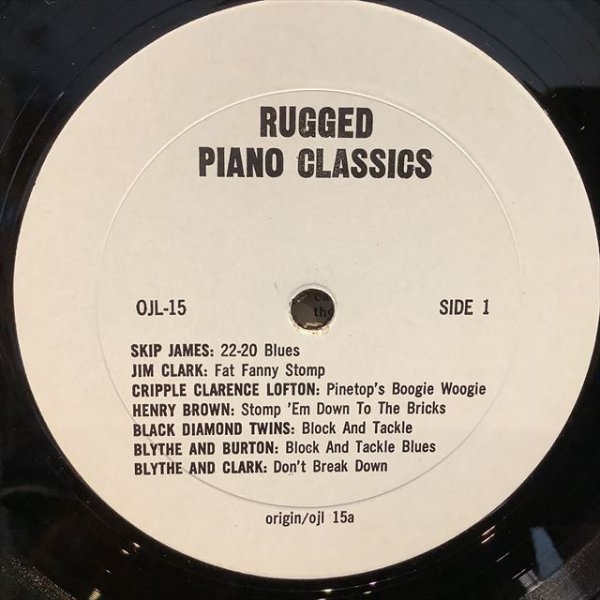 RUGGED
PIANO CLASSICS
OJL-15
SIDE 1
SKIP JAMES: 22-20 Blues
JIM CLARK: Fat Fanny Stomp
CRIPPLE CLARENCE LOFTON: Pinetop's Boogie Woogie
HENRY BROWN: Stomp 'Em Down To The Bricks
BLACK DIAMOND TWINS: Block And Tackle
BLYTHE AND BURTON: Block And Tackle Blues
BLYTHE AND CLARK: Don't Break Down
origin/ojl 15a